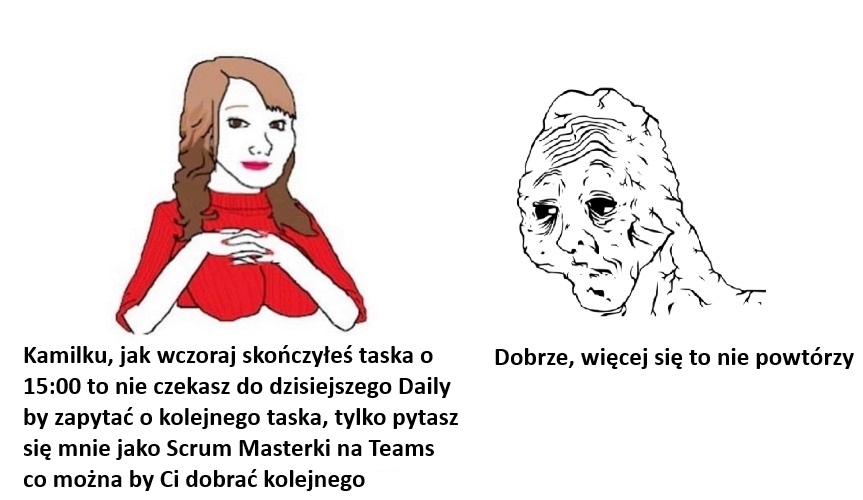 Kamilku, jak wczoraj skończyłeś taska o
15:00 to nie czekasz do dzisiejszego Daily
by zapytać o kolejnego taska, tylko pytasz
się mnie jako Scrum Masterki na Teams
co można by Ci dobrać kolejnego
Dobrze, więcej się to nie powtórzy